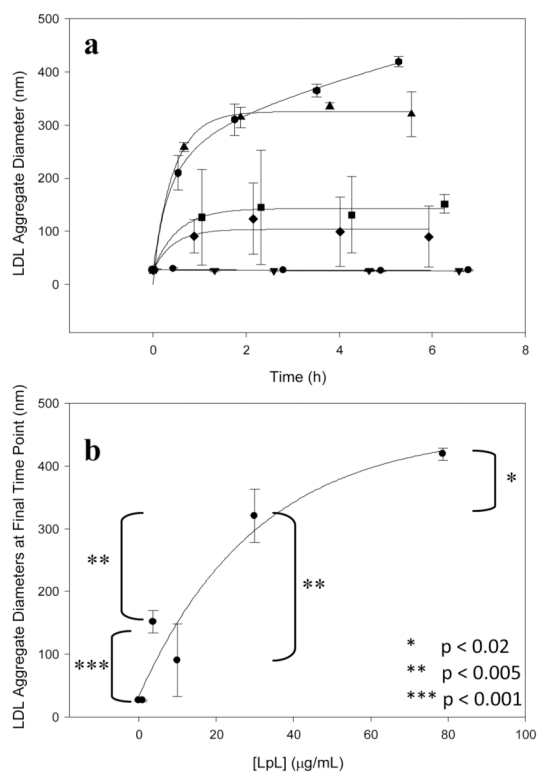 a
LDL Aggregate Diameter (nm)
500
400
300
200
100
0
0 2 4 6 8
Time (h)
b
LDL Aggregate Diameters at Final Time Point (nm)
500
400
300
200
100
0
*
**
**
***
* p < 0.02
** p < 0.005
*** p < 0.001
0 20 40 60 80 100
[LpL] (μg/mL)